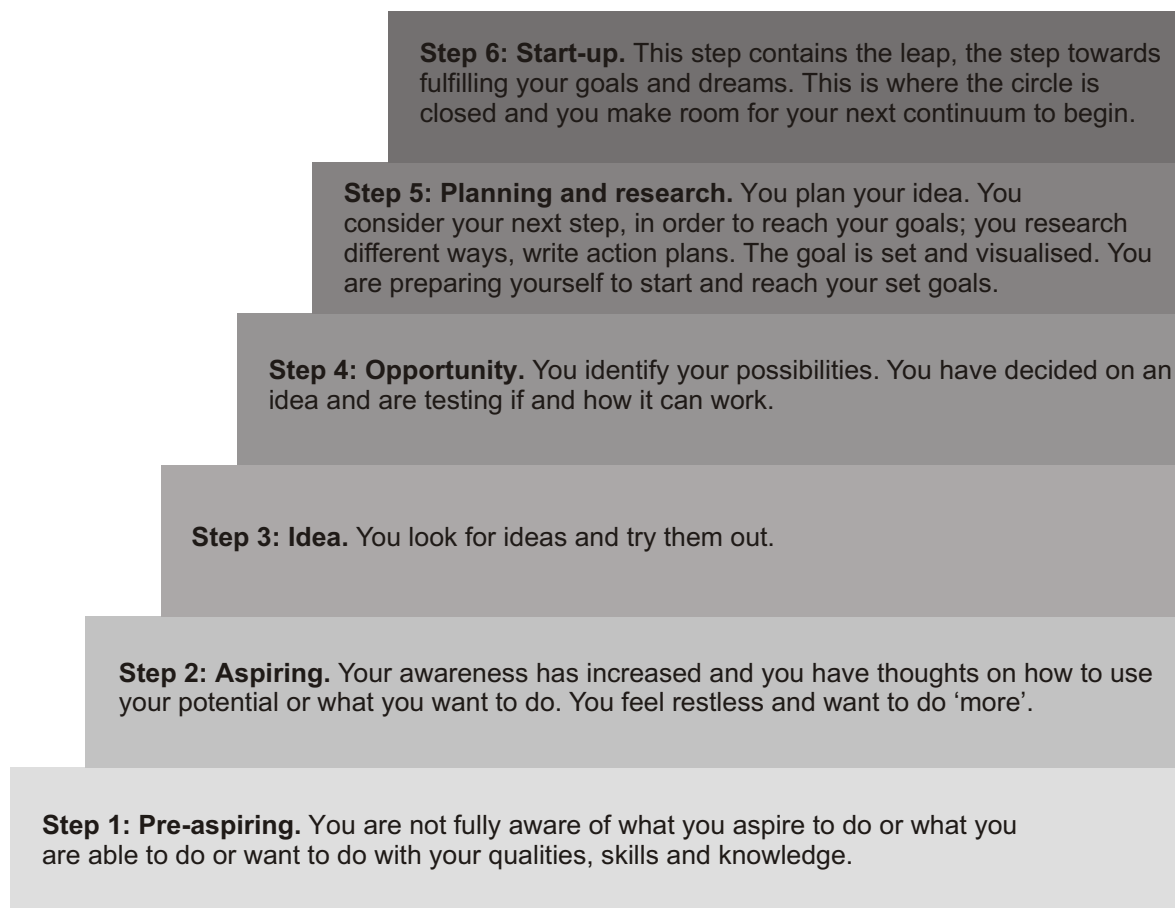 Step 6: Start-up. This step contains the leap, the step towards
fulfilling your goals and dreams. This is where the circle is
closed and you make room for your next continuum to begin.
Step 5: Planning and research. You plan your idea. You
consider your next step, in order to reach your goals; you research
different ways, write action plans. The goal is set and visualised. You
are preparing yourself to start and reach your set goals.
Step 4: Opportunity. You identify your possibilities. You have decided on an
idea and are testing if and how it can work.
Step 3: Idea. You look for ideas and try them out.
Step 2: Aspiring. Your awareness has increased and you have thoughts on how to use
your potential or what you want to do. You feel restless and want to do ‘more’.
Step 1: Pre-aspiring. You are not fully aware of what you aspire to do or what you
are able to do or want to do with your qualities, skills and knowledge.